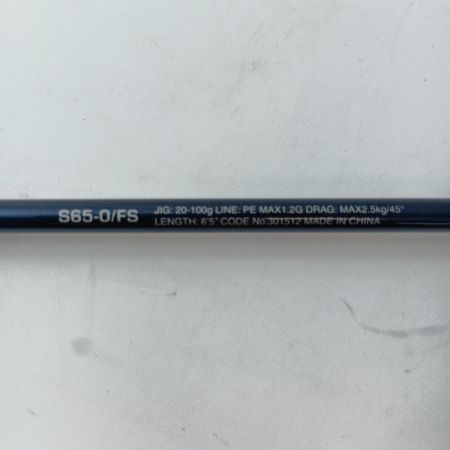 S65-0/FS
JIG: 20-100g LINE: PE MAX1.2G DRAG: MAX2.5kg/45°
LENGTH: 6'5" CODE No.301512 MADE IN CHINA